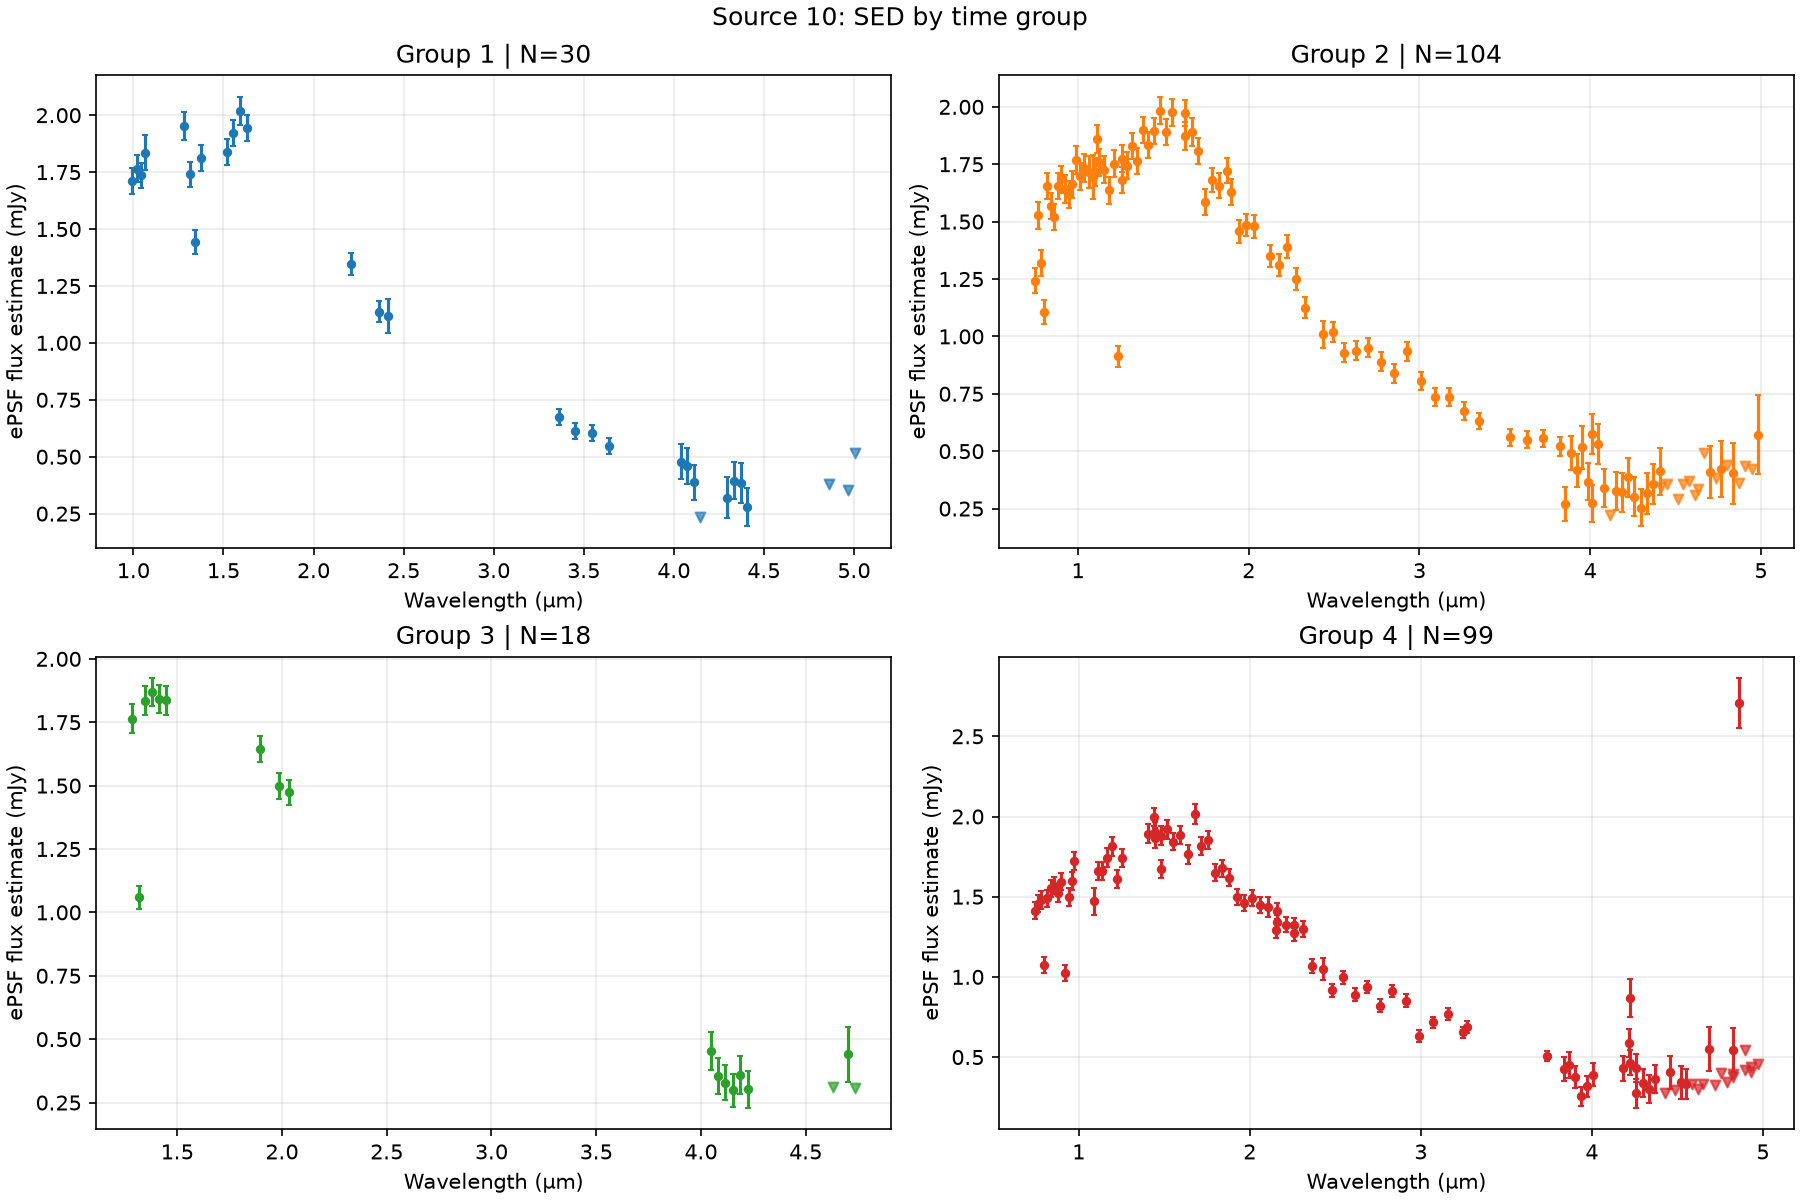 Source 10: SED by time group
Group 1 | N=30
ePSF flux estimate (mJy)
2.00
1.75
1.50
1.25
1.00
0.75
0.50
0.25
1.0 1.5 2.0 2.5 3.0 3.5 4.0 4.5 5.0
Wavelength (μm)
Group 2 | N=104
ePSF flux estimate (mJy)
2.00
1.75
1.50
1.25
1.00
0.75
0.50
0.25
1 2 3 4 5
Wavelength (μm)
Group 3 | N=18
ePSF flux estimate (mJy)
2.00
1.75
1.50
1.25
1.00
0.75
0.50
0.25
1.5 2.0 2.5 3.0 3.5 4.0 4.5
Wavelength (μm)
Group 4 | N=99
ePSF flux estimate (mJy)
2.5
2.0
1.5
1.0
0.5
1 2 3 4 5
Wavelength (μm)